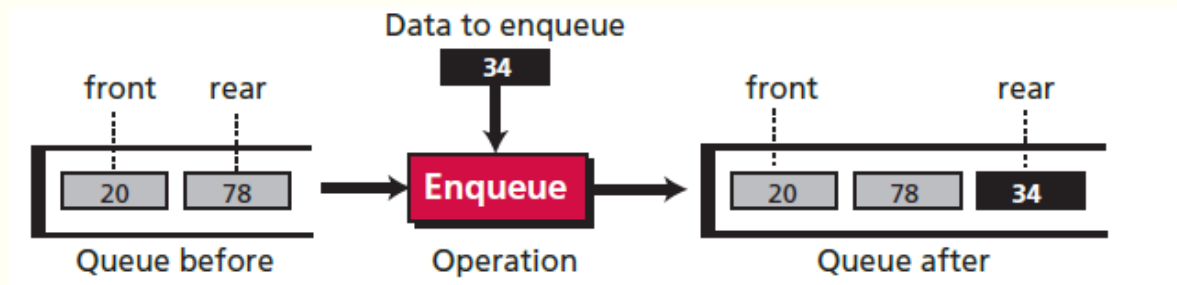 Data to enqueue
34
front rear front rear
20 78 Enqueue 20 78 34
Queue before Operation Queue after